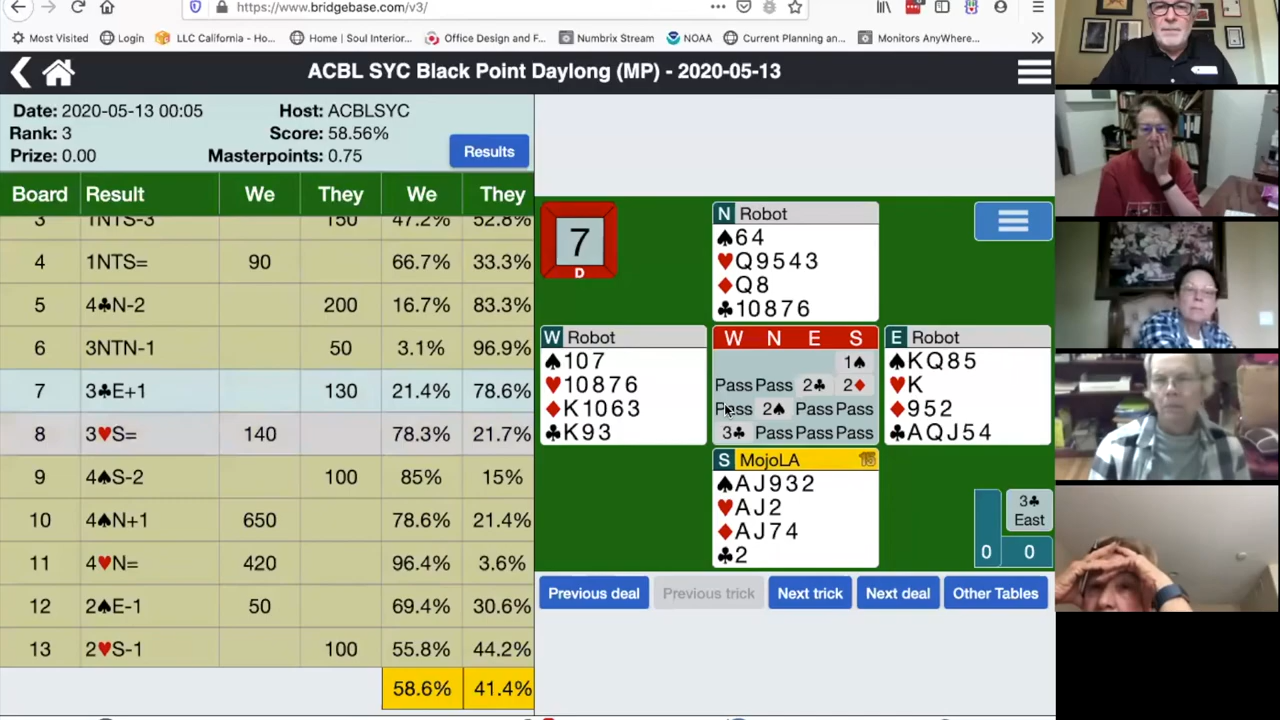 https://www.bridgebase.com/v3/
Most Visited Login LLC California - Ho... Home | Soul Interior... Office Design and F... Numbrix Stream NOAA Current Planning an... Monitors AnyWhere...
ACBL SYC Black Point Daylong (MP) - 2020-05-13
Date: 2020-05-13 00:05 Host: ACBLSYC
Rank: 3 Score: 58.56%
Prize: 0.00 Masterpoints: 0.75
Results
Board Result We They We They
3 1NTS-3 150 47.2% 52.8%
4 1NTS= 90 66.7% 33.3%
5 4♣N-2 200 16.7% 83.3%
6 3NTN-1 50 3.1% 96.9%
7 3♣E+1 130 21.4% 78.6%
8 3♥S= 140 78.3% 21.7%
9 4♠S-2 100 85% 15%
10 4♠N+1 650 78.6% 21.4%
11 4♥N= 420 96.4% 3.6%
12 2♠E-1 50 69.4% 30.6%
13 2♥S-1 100 55.8% 44.2%
58.6% 41.4%
7
D
N Robot
♠64
♥Q9543
♦Q8
♣10876
W Robot
♠107
♥10876
♦K1063
♣K93
W N E S
1♠
Pass Pass 2♣ 2♦
Pass 2♠ Pass Pass
3♣ Pass Pass Pass
E Robot
♠KQ85
♥K
♦952
♣AQJ54
S MojoLA 15
♠AJ932
♥AJ2
♦AJ74
♣2
3♣
East
0 0
Previous deal Previous trick Next trick Next deal Other Tables